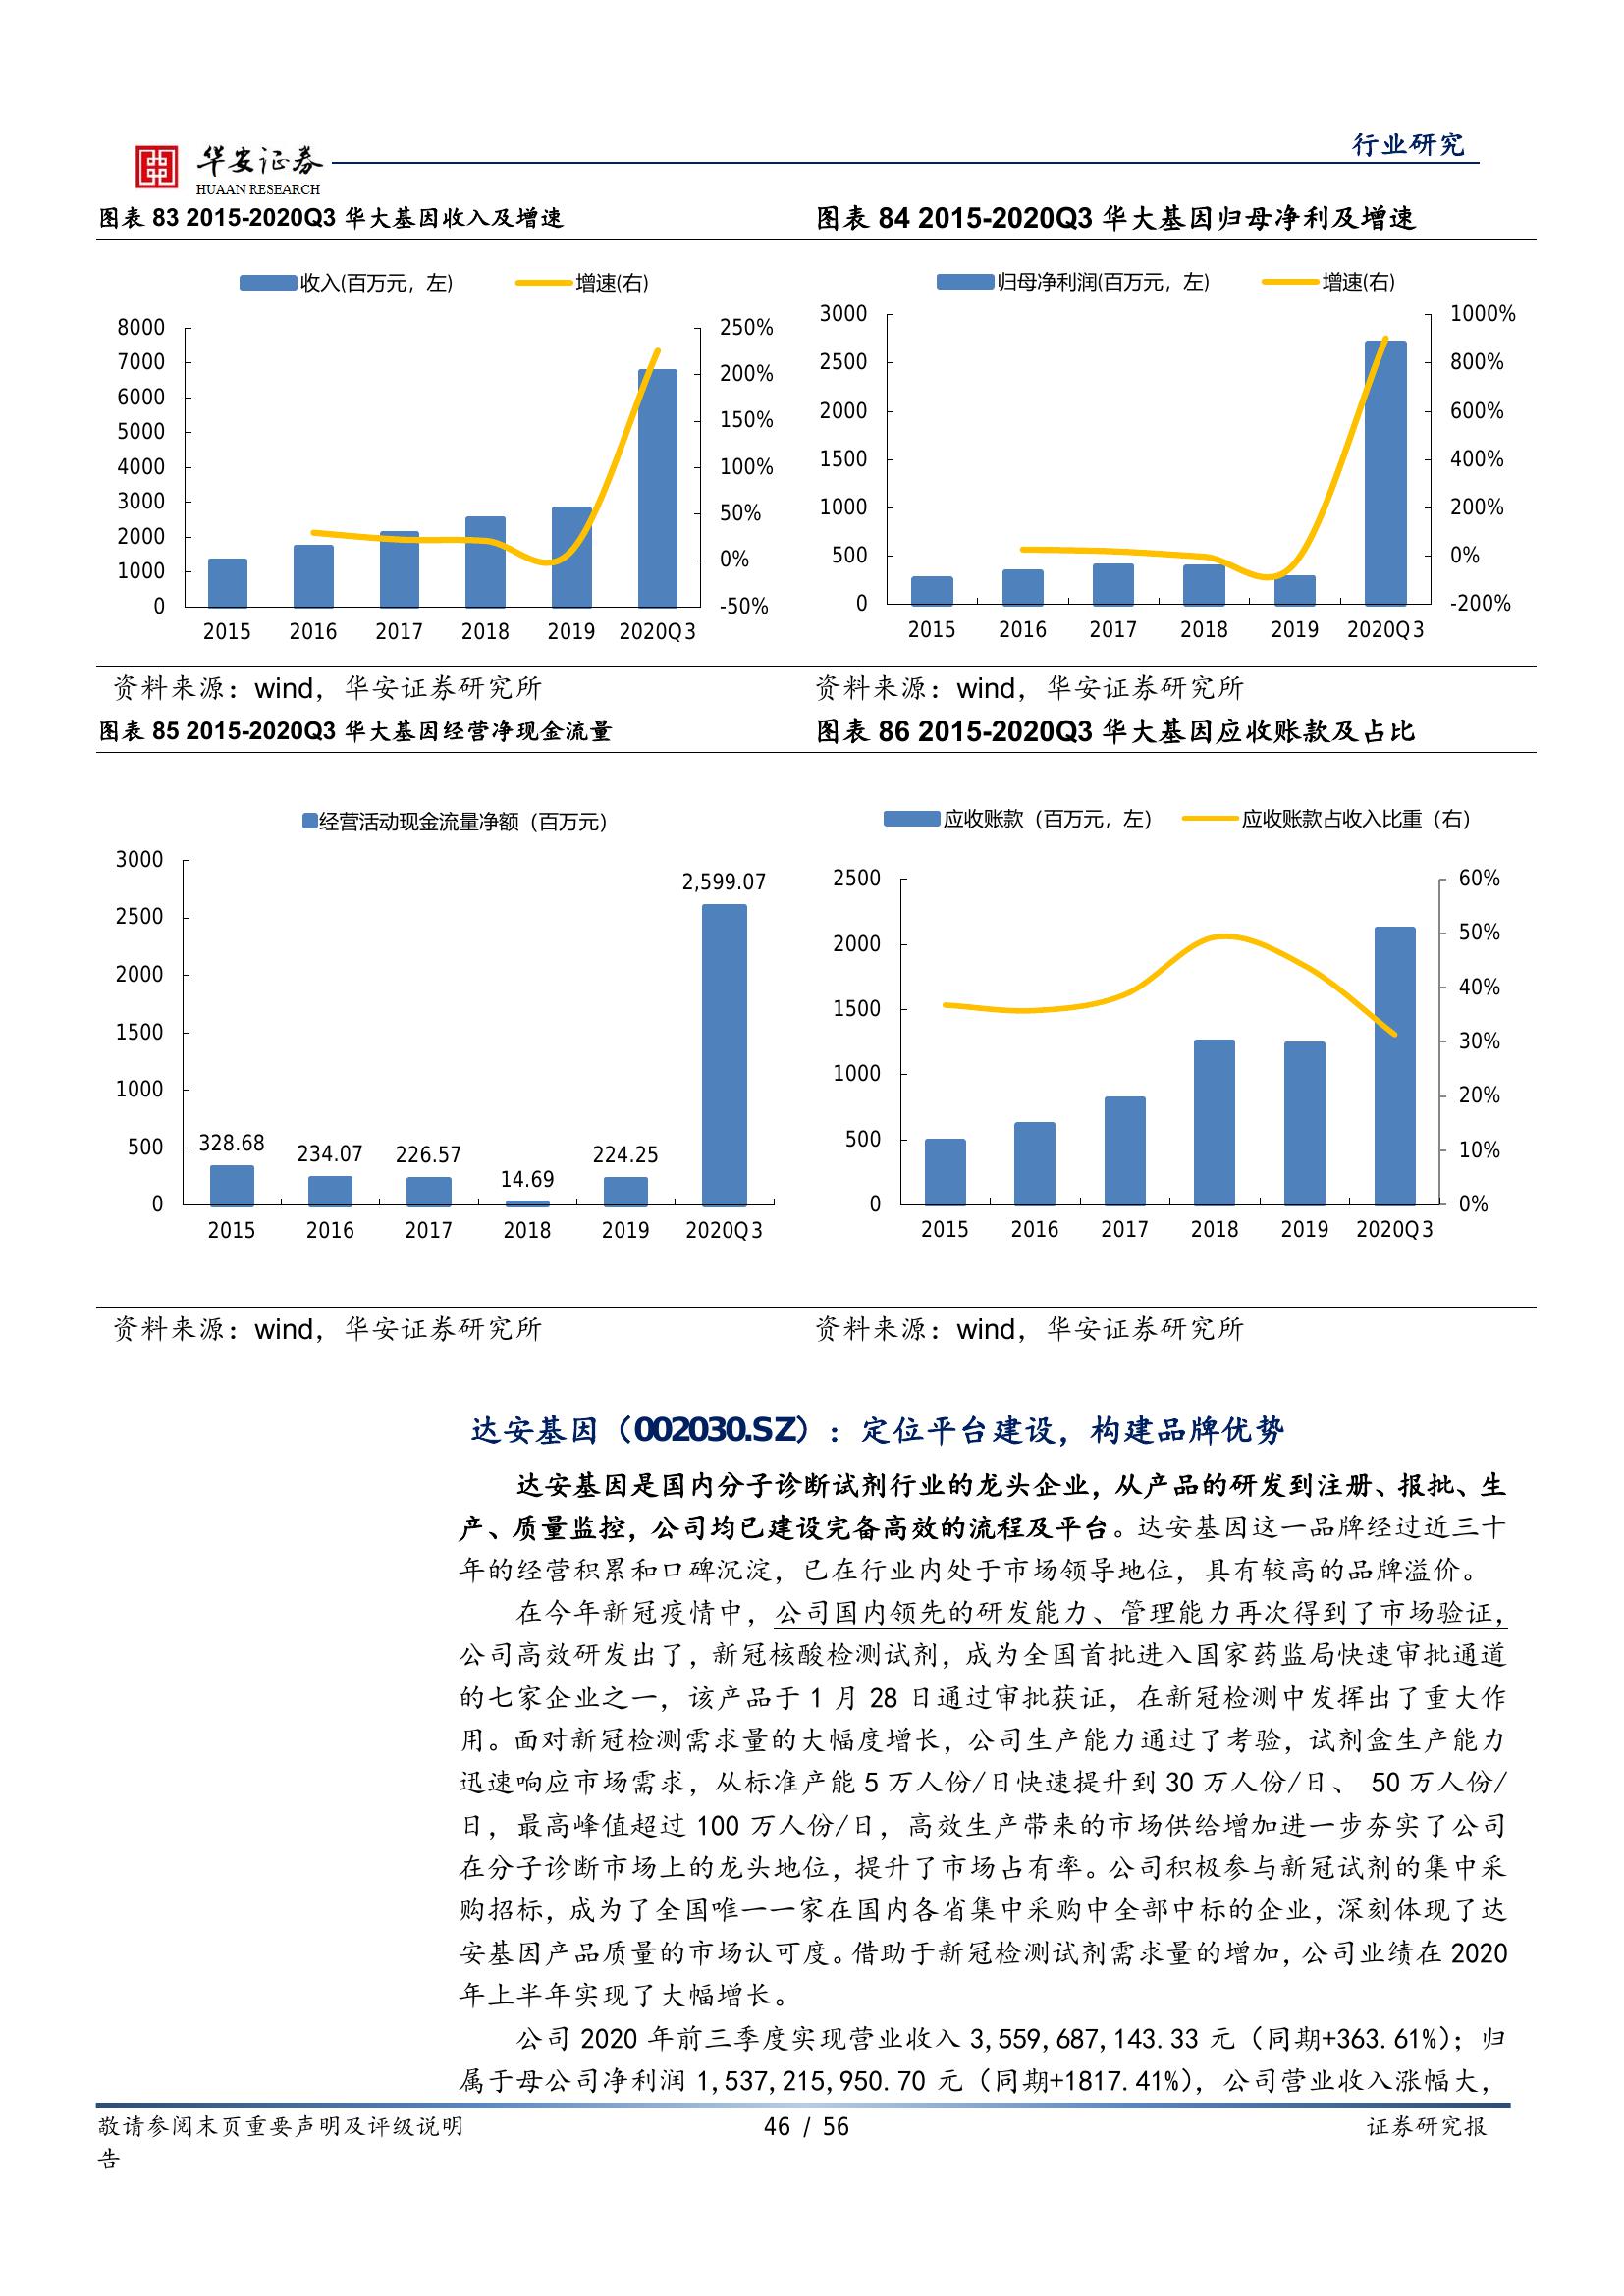 行业研究
华安证券
HUAAN RESEARCH
图表 83 2015-2020Q3 华大基因收入及增速
图表 84 2015-2020Q3 华大基因归母净利及增速
收入(百万元，左) 增速(右)
8000
7000
6000
5000
4000
3000
2000
1000
0
250%
200%
150%
100%
50%
0%
-50%
2015 2016 2017 2018 2019 2020Q3
归母净利润(百万元，左) 增速(右)
3000
2500
2000
1500
1000
500
0
1000%
800%
600%
400%
200%
0%
-200%
2015 2016 2017 2018 2019 2020Q3
资料来源：wind，华安证券研究所
资料来源：wind，华安证券研究所
图表 85 2015-2020Q3 华大基因经营净现金流量
图表 86 2015-2020Q3 华大基因应收账款及占比
经营活动现金流量净额（百万元）
3000
2500
2000
1500
1000
500
0
328.68 234.07 226.57 14.69 224.25 2,599.07
2015 2016 2017 2018 2019 2020Q3
应收账款（百万元，左） 应收账款占收入比重（右）
2500
2000
1500
1000
500
0
60%
50%
40%
30%
20%
10%
0%
2015 2016 2017 2018 2019 2020Q3
资料来源：wind，华安证券研究所
资料来源：wind，华安证券研究所
达安基因（002030.SZ）：定位平台建设，构建品牌优势
达安基因是国内分子诊断试剂行业的龙头企业，从产品的研发到注册、报批、生
产、质量监控，公司均已建设完备高效的流程及平台。达安基因这一品牌经过近三十
年的经营积累和口碑沉淀，已在行业内处于市场领导地位，具有较高的品牌溢价。
在今年新冠疫情中，公司国内领先的研发能力、管理能力再次得到了市场验证，
公司高效研发出了，新冠核酸检测试剂，成为全国首批进入国家药监局快速审批通道
的七家企业之一，该产品于 1 月 28 日通过审批获证，在新冠检测中发挥出了重大作
用。面对新冠检测需求量的大幅度增长，公司生产能力通过了考验，试剂盒生产能力
迅速响应市场需求，从标准产能 5 万人份/日快速提升到 30 万人份/日、 50 万人份/
日，最高峰值超过 100 万人份/日，高效生产带来的市场供给增加进一步夯实了公司
在分子诊断市场上的龙头地位，提升了市场占有率。公司积极参与新冠试剂的集中采
购招标，成为了全国唯一一家在国内各省集中采购中全部中标的企业，深刻体现了达
安基因产品质量的市场认可度。借助于新冠检测试剂需求量的增加，公司业绩在 2020
年上半年实现了大幅增长。
公司 2020 年前三季度实现营业收入 3,559,687,143.33 元（同期+363.61%）；归
属于母公司净利润 1,537,215,950.70 元（同期+1817.41%），公司营业收入涨幅大，
敬请参阅末页重要声明及评级说明 46 / 56 证券研究报
告